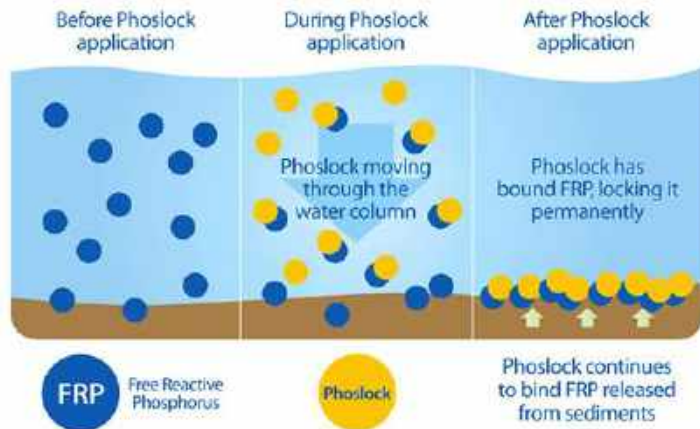 Before Phoslock
application
During Phoslock
application
After Phoslock
application
Phoslock moving
through the
water column
Phoslock has
bound FRP, locking it
permanently
FRP
Free Reactive
Phosphorus
Phoslock
Phoslock continues
to bind FRP released
from sediments